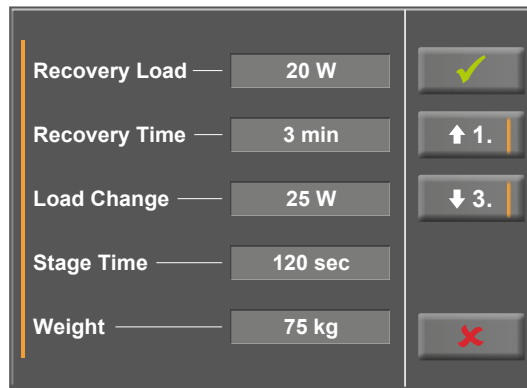 Recovery Load 20 W
Recovery Time 3 min
1.
Load Change 25 W
3.
Stage Time 120 sec
Weight 75 kg